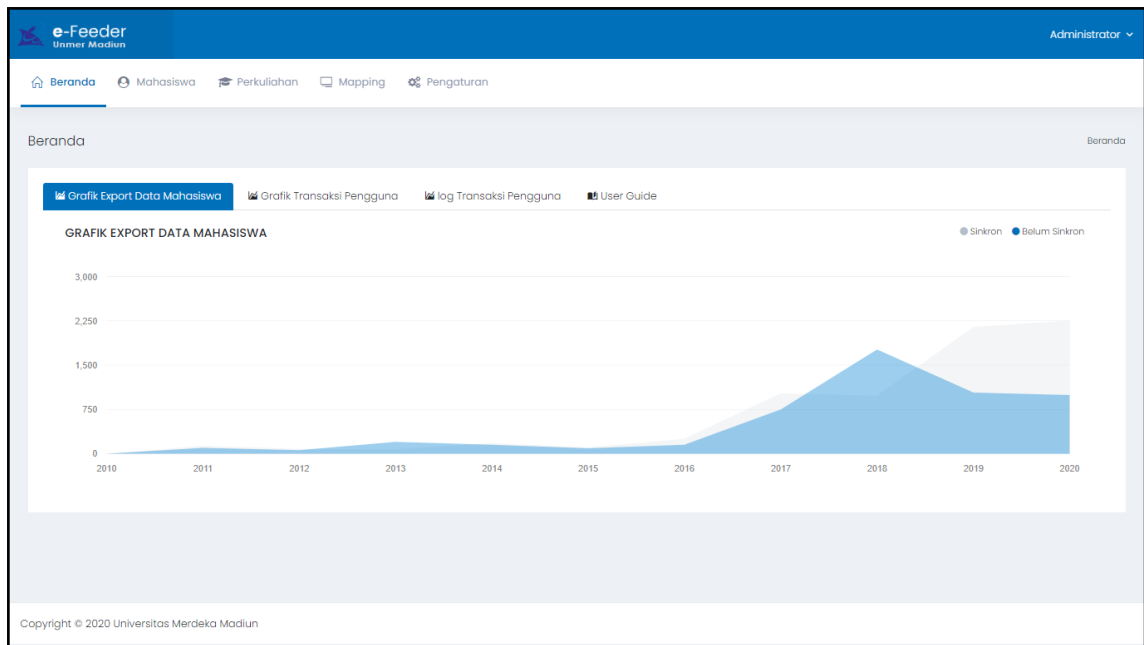 e-Feeder
Unmer Madiun
Administrator
Beranda Mahasiswa Perkuliahan Mapping Pengaturan
Beranda
Beranda
Grafik Export Data Mahasiswa Grafik Transaksi Pengguna log Transaksi Pengguna User Guide
GRAFIK EXPORT DATA MAHASISWA
Sinkron Belum Sinkron
3,000
2,250
1,500
750
0
2010 2011 2012 2013 2014 2015 2016 2017 2018 2019 2020
Copyright © 2020 Universitas Merdeka Madiun